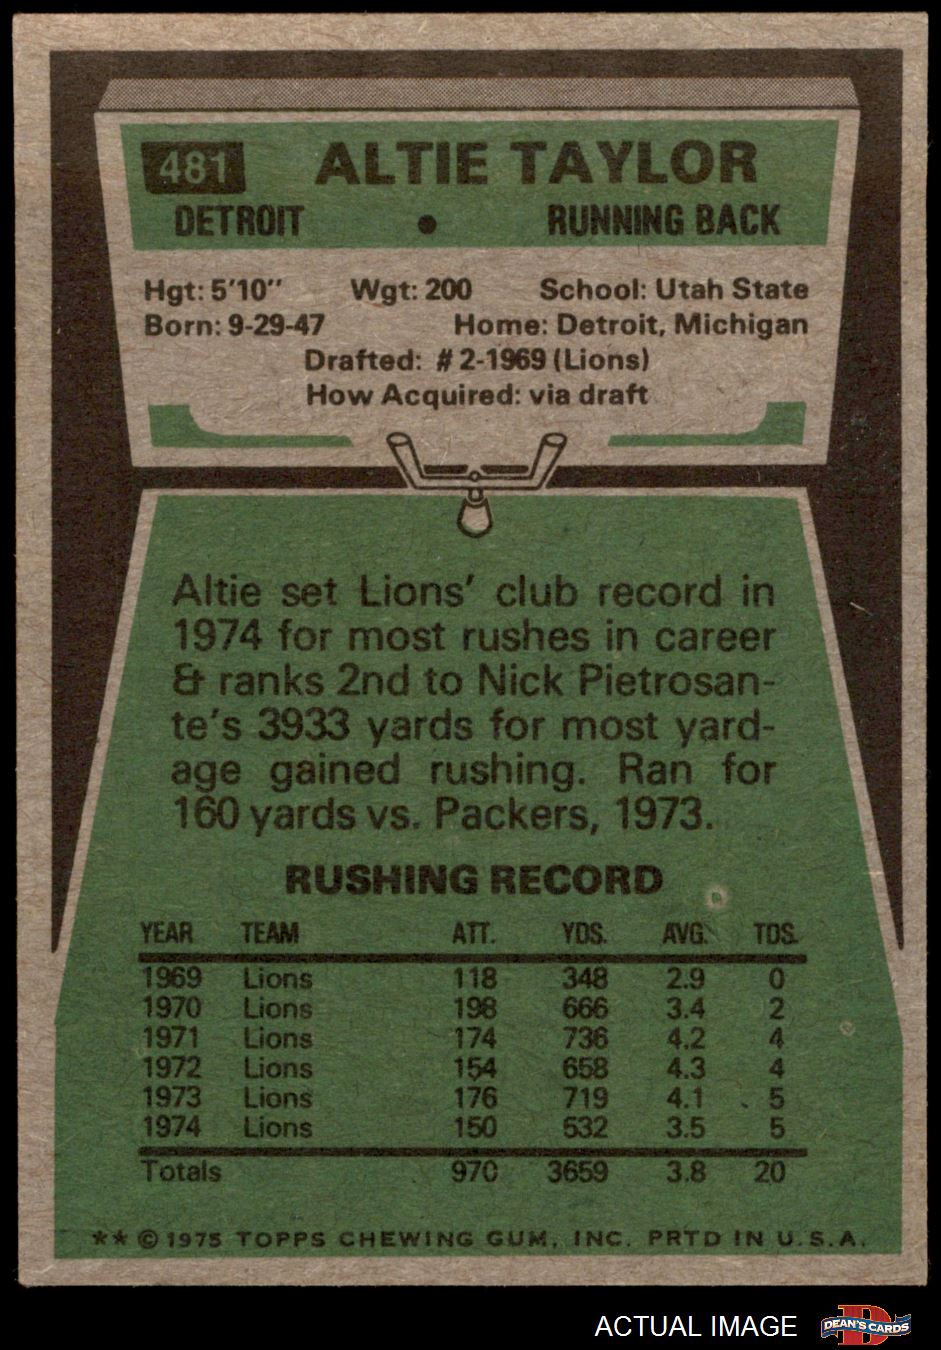 481 ALTIE TAYLOR
DETROIT • RUNNING BACK
Hgt: 5'10" Wgt: 200 School: Utah State
Born: 9-29-47 Home: Detroit, Michigan
Drafted: #2-1969 (Lions)
How Acquired: via draft
Altie set Lions' club record in
1974 for most rushes in career
& ranks 2nd to Nick Pietrosan-
te's 3933 yards for most yard-
age gained rushing. Ran for
160 yards vs. Packers, 1973.
RUSHING RECORD
YEAR TEAM ATT. YDS. AVG. TDS.
1969 Lions 118 348 2.9 0
1970 Lions 198 666 3.4 2
1971 Lions 174 736 4.2 4
1972 Lions 154 658 4.3 4
1973 Lions 176 719 4.1 5
1974 Lions 150 532 3.5 5
Totals 970 3659 3.8 20
** © 1975 TOPPS CHEWING GUM, INC. PRTD IN U.S.A.
ACTUAL IMAGE D DEAN'S CARDS